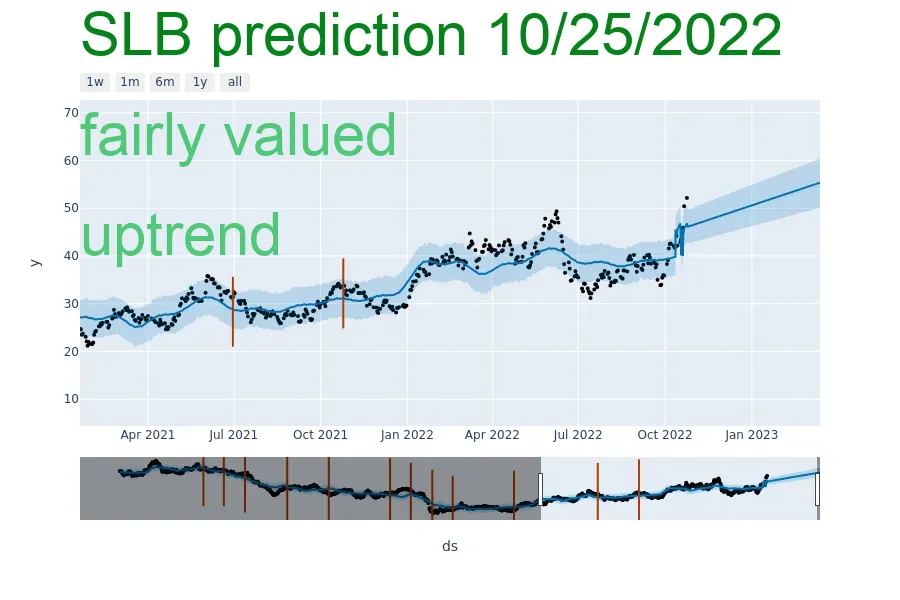 SLB prediction 10/25/2022
1w 1m 6m 1y all
70
fairly valued
60
50
uptrend
40
y
30
20
10
Apr 2021 Jul 2021 Oct 2021 Jan 2022 Apr 2022 Jul 2022 Oct 2022 Jan 2023
ds